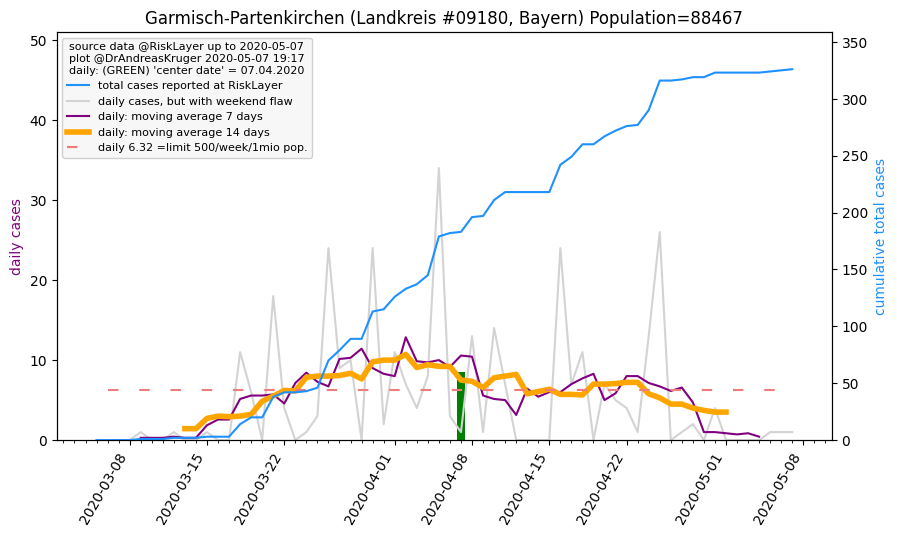 Garmisch-Partenkirchen (Landkreis #09180, Bayern) Population=88467
source data @RiskLayer up to 2020-05-07
plot @DrAndreasKruger 2020-05-07 19:17
daily: (GREEN) 'center date' = 07.04.2020
total cases reported at RiskLayer
daily cases, but with weekend flaw
daily: moving average 7 days
daily: moving average 14 days
daily 6.32 =limit 500/week/1mio pop.
daily cases
50
40
30
20
10
0
cumulative total cases
350
300
250
200
150
100
50
0
2020-03-08
2020-03-15
2020-03-22
2020-04-01
2020-04-08
2020-04-15
2020-04-22
2020-05-01
2020-05-08